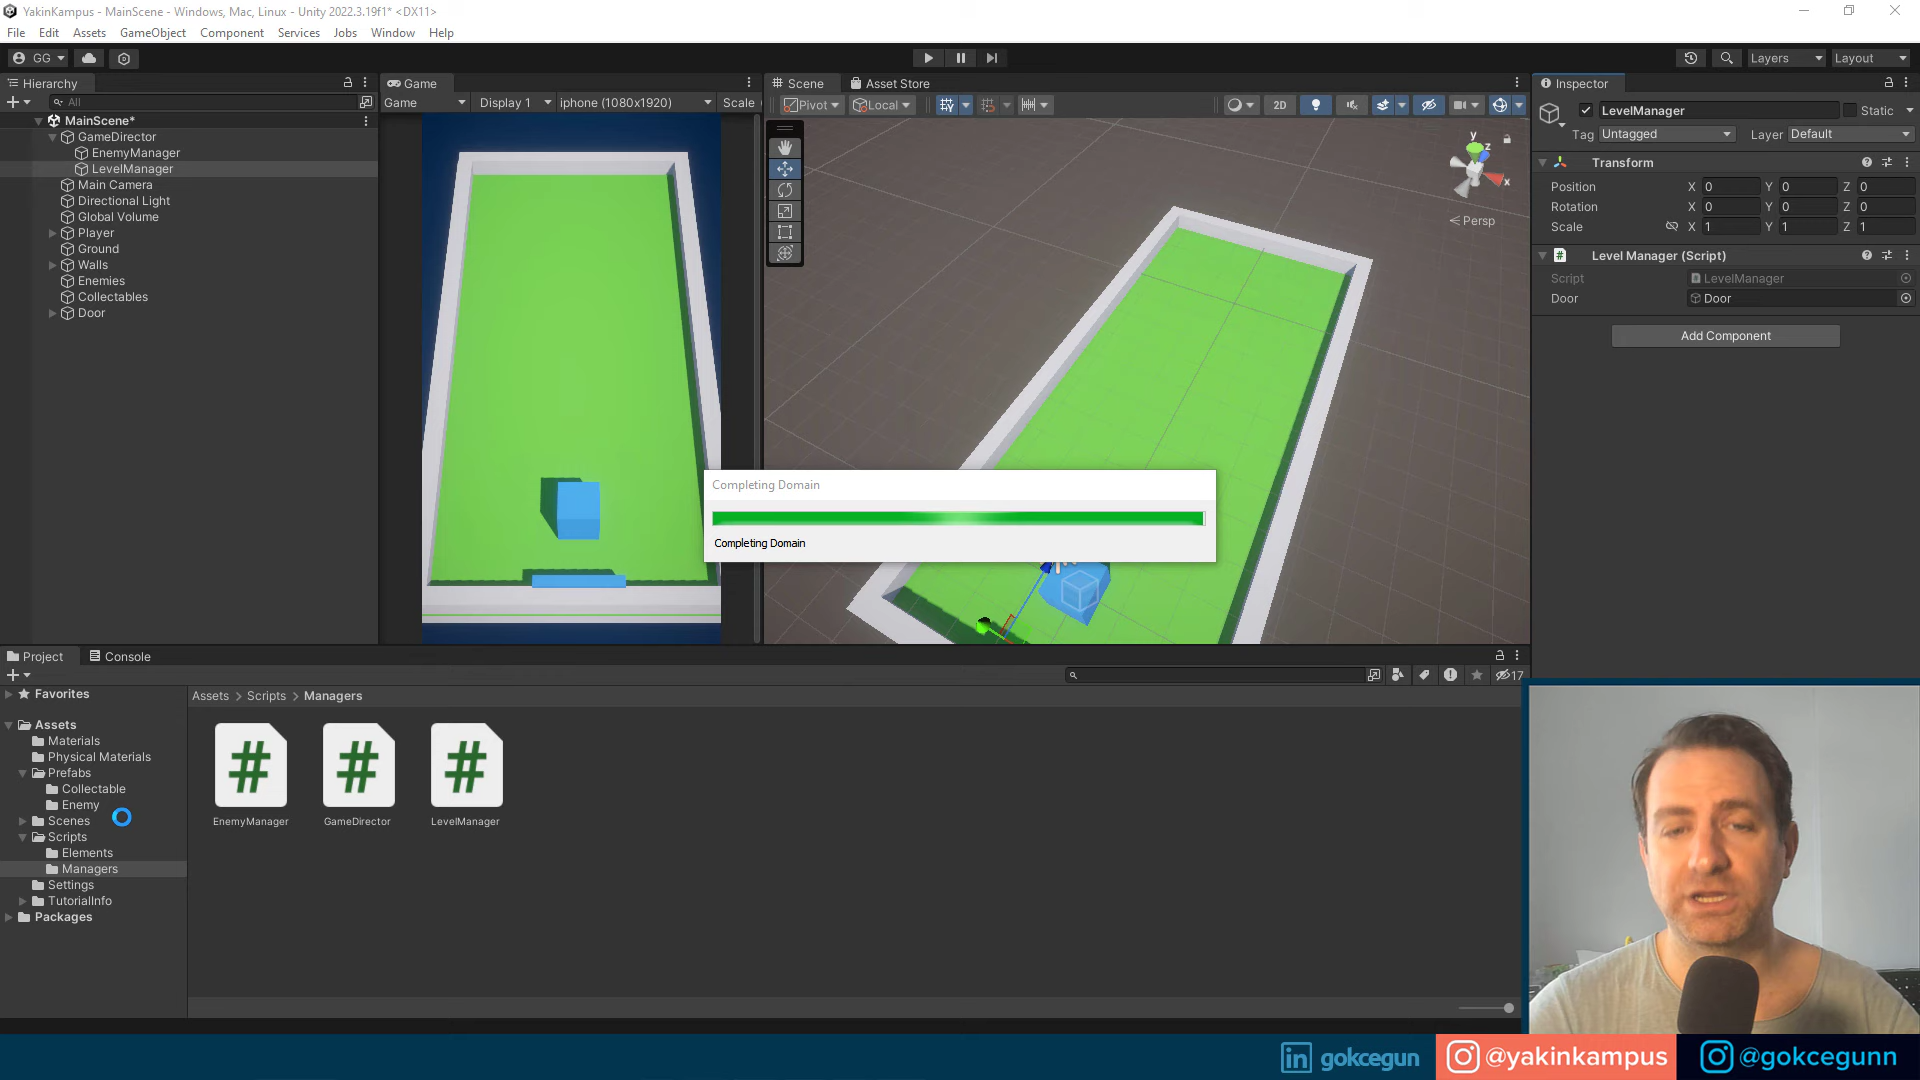 YakinKampus - MainScene - Windows, Mac, Linux - Unity 2022.3.19f1* <DX11>
File Edit Assets GameObject Component Services Jobs Window Help
GG
Layers Layout
Hierarchy
All
MainScene*
GameDirector
EnemyManager
LevelManager
Main Camera
Directional Light
Global Volume
Player
Ground
Walls
Enemies
Collectables
Door
Game
Game Display 1 iphone (1080x1920) Scale
Scene Asset Store
Pivot Local 2D
y
z
x
Persp
Completing Domain
Completing Domain
Inspector
LevelManager Static
Tag Untagged Layer Default
Transform
Position X 0 Y 0 Z 0
Rotation X 0 Y 0 Z 0
Scale X 1 Y 1 Z 1
# Level Manager (Script)
Script LevelManager
Door Door
Add Component
Project Console
17
Favorites
Assets
Materials
Physical Materials
Prefabs
Collectable
Enemy
Scenes
Scripts
Elements
Managers
Settings
TutorialInfo
Packages
Assets > Scripts > Managers
# # #
EnemyManager GameDirector LevelManager
in gokcegun @yakinkampus @gokcegunn